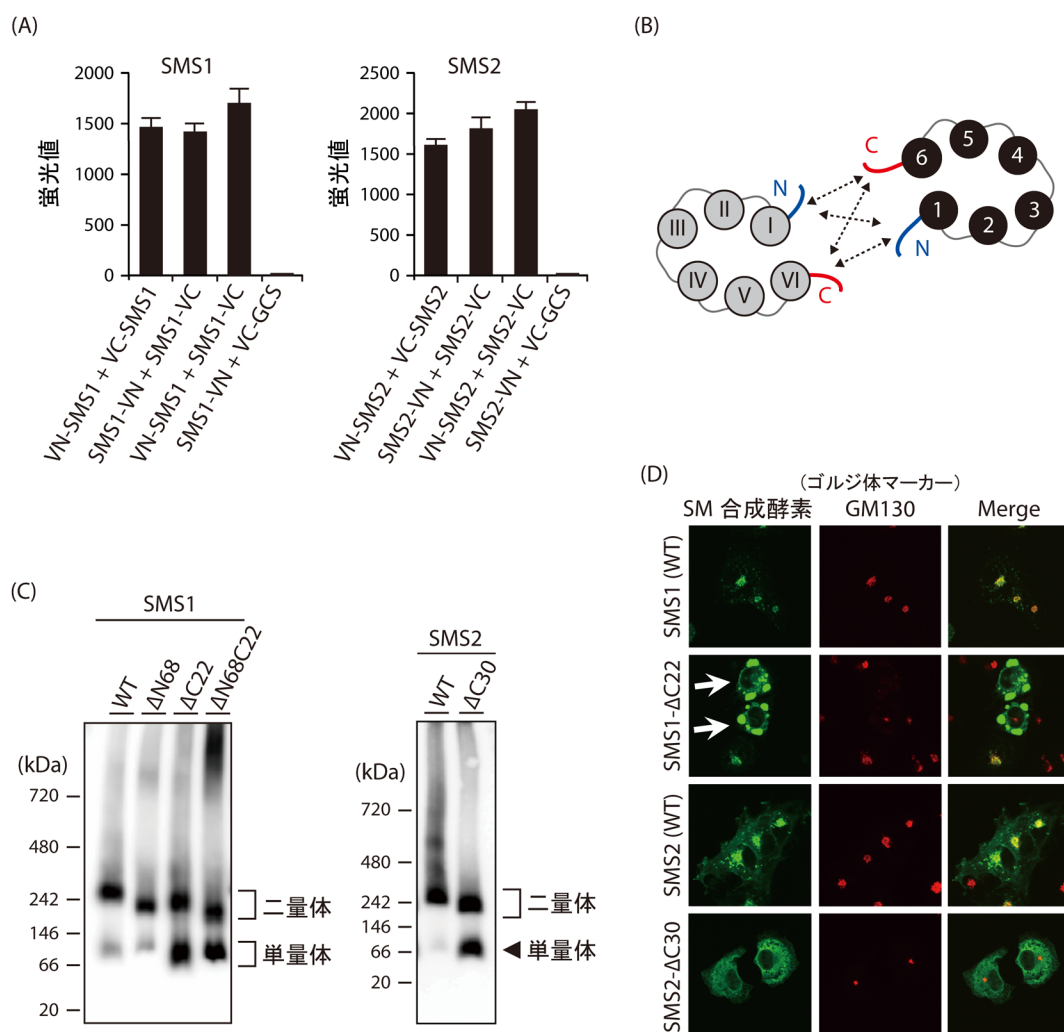 (A)
SMS1
蛍光値
2000
1500
1000
500
0
VN-SMS1 + VC-SMS1
SMS1-VN + SMS1-VC
VN-SMS1 + SMS1-VC
SMS1-VN + VC-GCS
SMS2
蛍光値
2500
2000
1500
1000
500
0
VN-SMS2 + VC-SMS2
SMS2-VN + SMS2-VC
VN-SMS2 + SMS2-VC
SMS2-VN + VC-GCS
(B)
C
6
5
4
N
1
2
3
N
I
II
III
IV
V
VI
C
(C)
SMS1
WT
ΔN68
ΔC22
ΔN68C22
(kDa)
720
480
242
146
66
20
二量体
単量体
SMS2
WT
ΔC30
(kDa)
720
480
242
146
66
20
二量体
単量体
(D)
(ゴルジ体マーカー)
SM 合成酵素
GM130
Merge
SMS1 (WT)
SMS1-ΔC22
SMS2 (WT)
SMS2-ΔC30